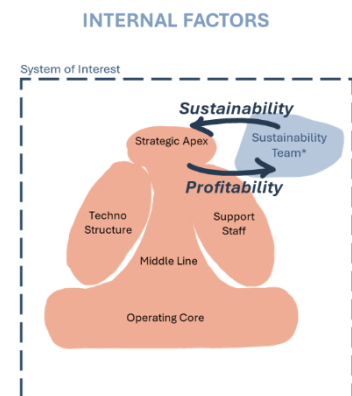 INTERNAL FACTORS
System of Interest
Sustainability
Strategic Apex
Sustainability
Team*
Profitability
Techno
Structure
Support
Staff
Middle Line
Operating Core